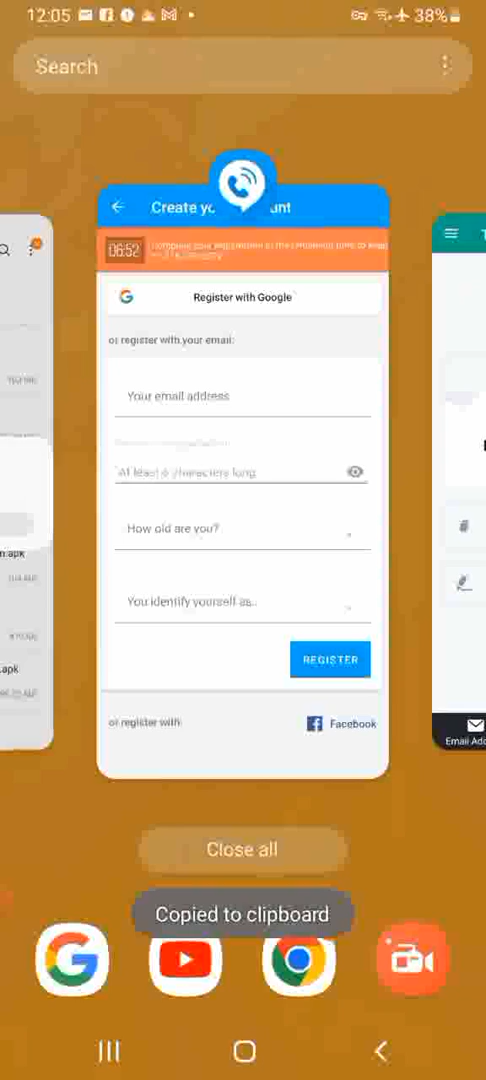 12:05
38%
Search
Create yo unt
06:52
Register with Google
or register with your email:
Your email address
At least 6 characters long
How old are you?
You identify yourself as..
REGISTER
or register with
Facebook
n.apk
.apk
Email Add
Close all
Copied to clipboard